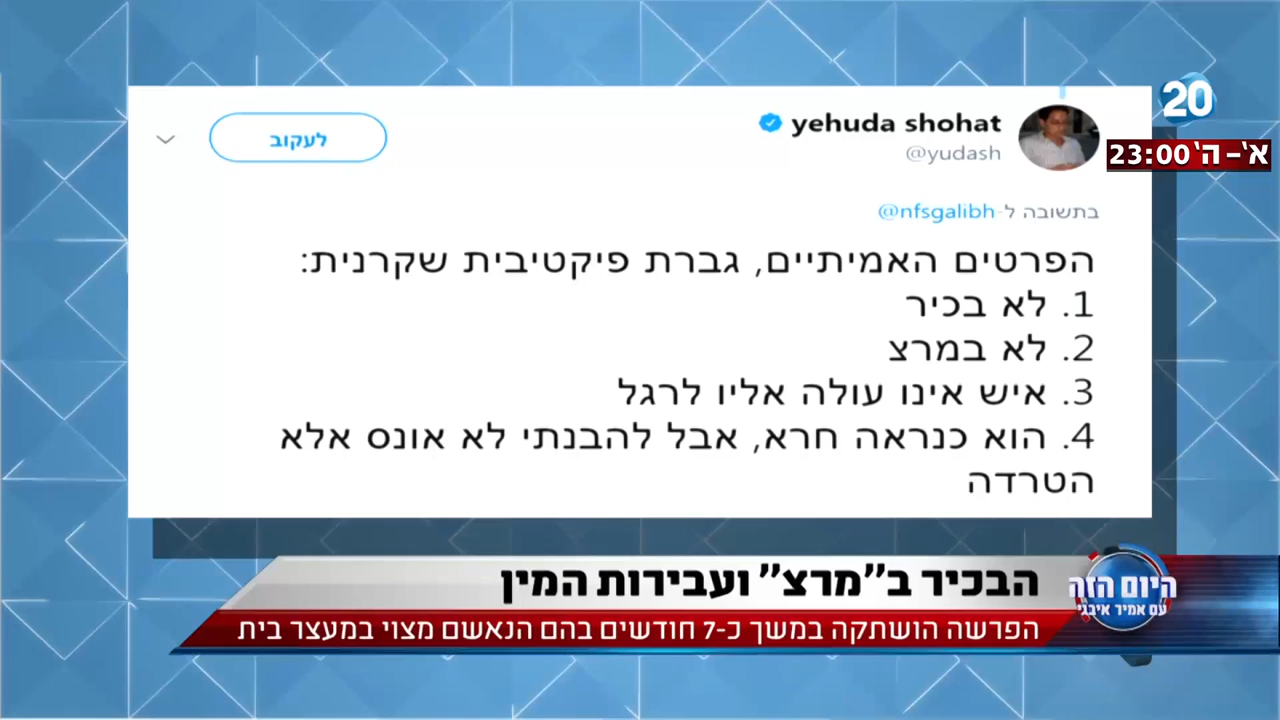 20
א'-ה' 23:00
yehuda shohat
@yudash
לעקוב
בתשובה ל-@nfsgalibh
הפרטים האמיתיים, גברת פיקטיבית שקרנית:
1. לא בכיר
2. לא במרצ
3. איש אינו עולה אליו לרגל
4. הוא כנראה חרא, אבל להבנתי לא אונס אלא
הטרדה
הבכיר ב"מרצ" ועבירות המין
הפרשה הושתקה במשך כ-7 חודשים בהם הנאשם מצוי במעצר בית
היום הזה
עם אמיר איבגי